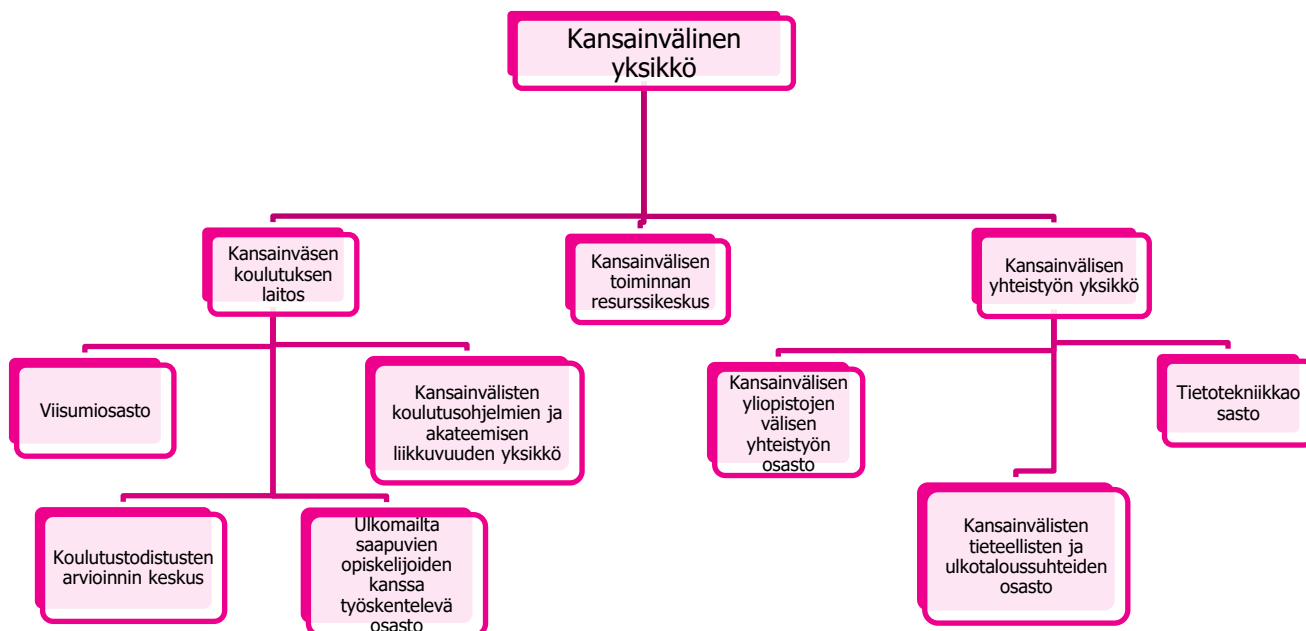 Kansainvälinen
yksikkö
Kansainväsen
koulutuksen
laitos
Kansainvälisen
toiminnan
resurssikeskus
Kansainvälisen
yhteistyön yksikkö
Viisumiosasto
Kansainvälisten
koulutusohjelmien ja
akateemisen
liikkuvuuden yksikkö
Kansainvälisen
yliopistojen
välisen
yhteistyön
osasto
Tietotekniikkao
sasto
Koulutustodistusten
arvioinnin keskus
Ulkomailta
saapuvien
opiskelijoiden
kanssa
työskentelevä
osasto
Kansainvälisten
tieteellisten ja
ulkotaloussuhteiden
osasto